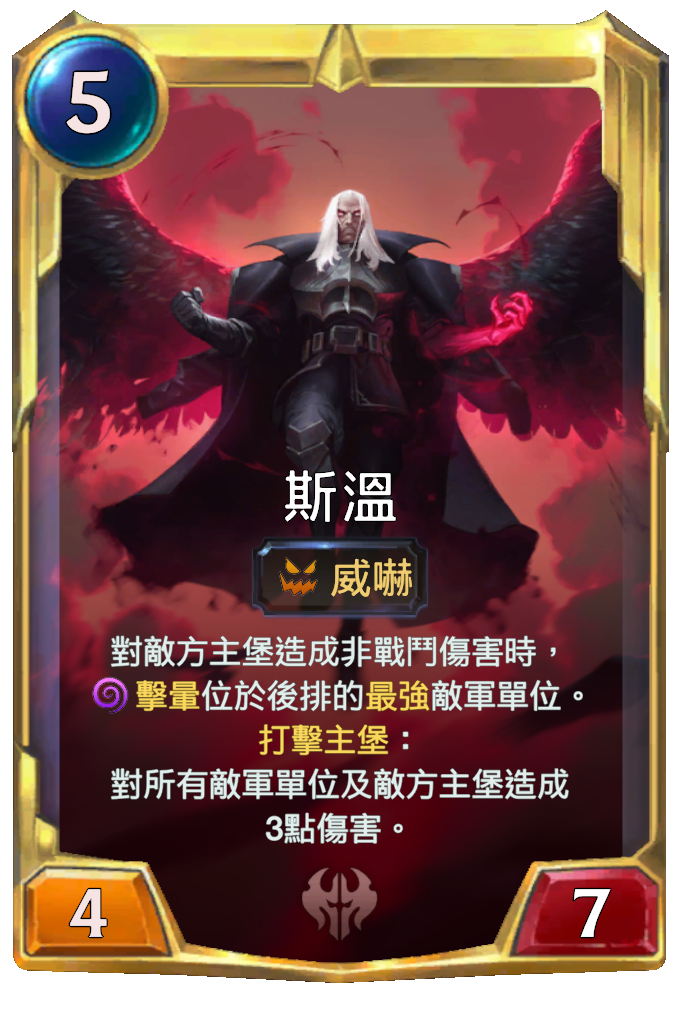 5
斯溫
威嚇
對敵方主堡造成非戰鬥傷害時，
擊暈位於後排的最強敵軍單位。
打擊主堡：
對所有敵軍單位及敵方主堡造成
3點傷害。
4
7